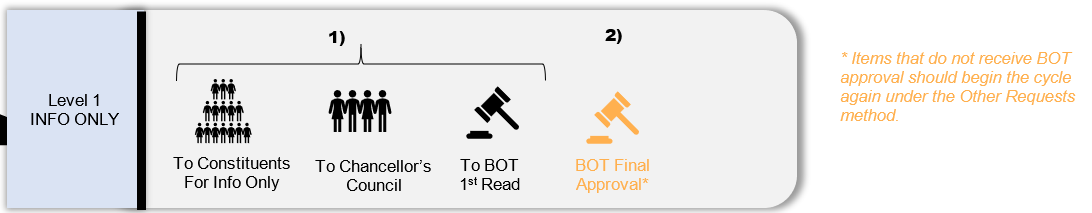 1)
2)
Level 1
INFO ONLY
To Constituents
For Info Only
To Chancellor's
Council
To BOT
1st Read
BOT Final
Approval*
* Items that do not receive BOT
approval should begin the cycle
again under the Other Requests
method.